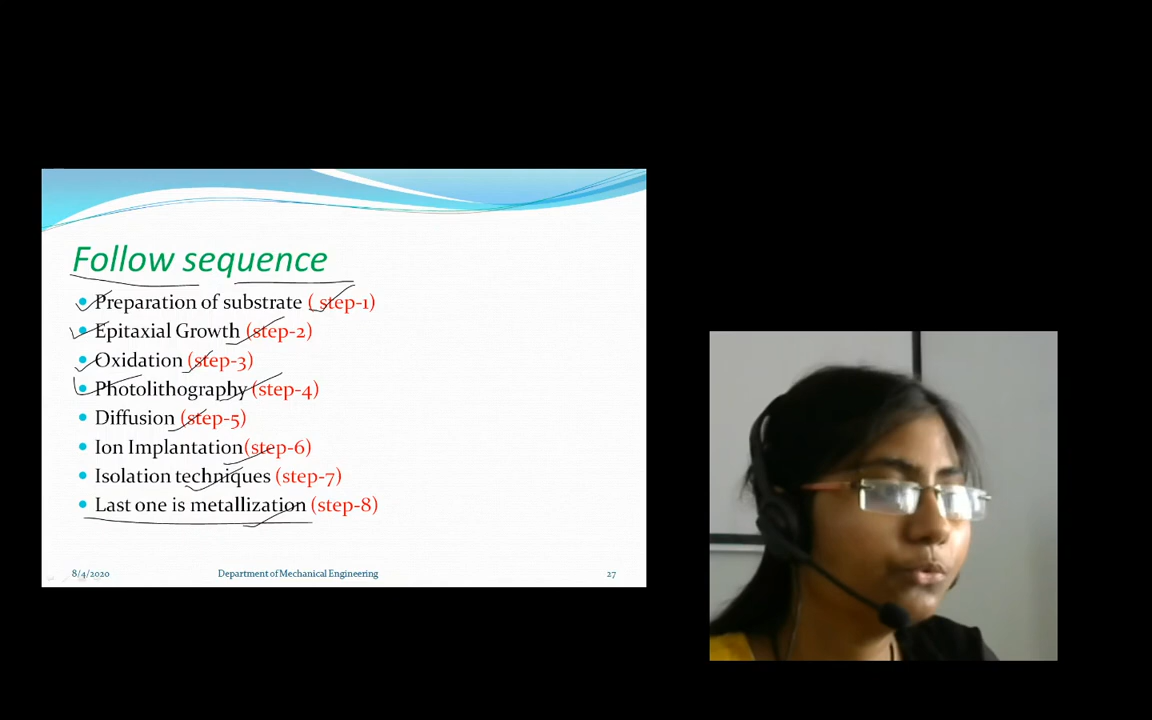 Follow sequence
Preparation of substrate ( step-1)
Epitaxial Growth (step-2)
Oxidation (step-3)
Photolithography (step-4)
Diffusion (step-5)
Ion Implantation(step-6)
Isolation techniques (step-7)
Last one is metallization (step-8)
8/4/2020 Department of Mechanical Engineering 27